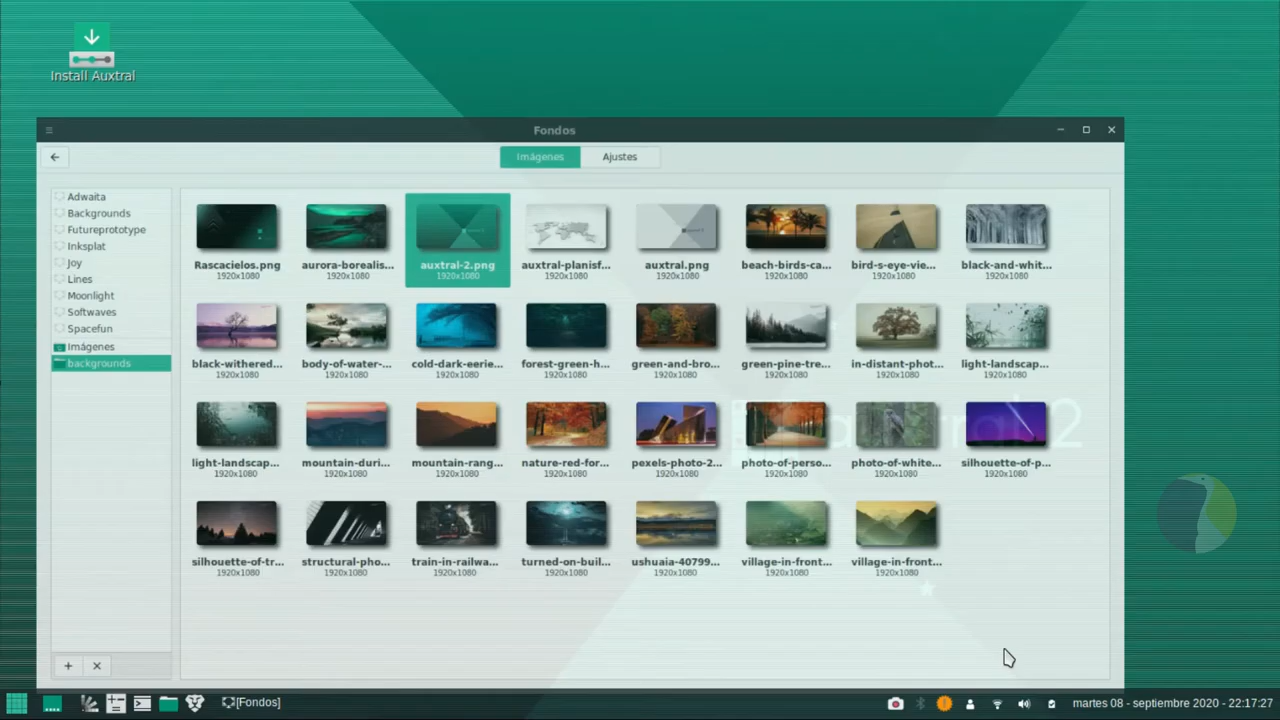 Install Auxtral
Fondos
Imágenes
Ajustes
Adwaita
Backgrounds
Futureprototype
Inksplat
Joy
Lines
Moonlight
Softwaves
Spacefun
Imágenes
backgrounds
Rascacielos.png
1920x1080
aurora-borealis...
1920x1080
auxtral-2.png
1920x1080
auxtral-planisf...
1920x1080
auxtral.png
1920x1080
beach-birds-ca...
1920x1080
bird-s-eye-vie...
1920x1080
black-and-whit...
1920x1080
black-withered...
1920x1080
body-of-water-...
1920x1080
cold-dark-eerie...
1920x1080
forest-green-h...
1920x1080
green-and-bro...
1920x1080
green-pine-tre...
1920x1080
in-distant-phot...
1920x1080
light-landscap...
1920x1080
light-landscap...
1920x1080
mountain-duri...
1920x1080
mountain-rang...
1920x1080
nature-red-for...
1920x1080
pexels-photo-2...
1920x1080
photo-of-perso...
1920x1080
photo-of-white...
1920x1080
silhouette-of-p...
1920x1080
silhouette-of-tr...
1920x1080
structural-pho...
1920x1080
train-in-railwa...
1920x1080
turned-on-buil...
1920x1080
ushuaia-40799...
1920x1080
village-in-front...
1920x1080
village-in-front...
1920x1080
[Fondos]
martes 08 - septiembre 2020 - 22:17:27